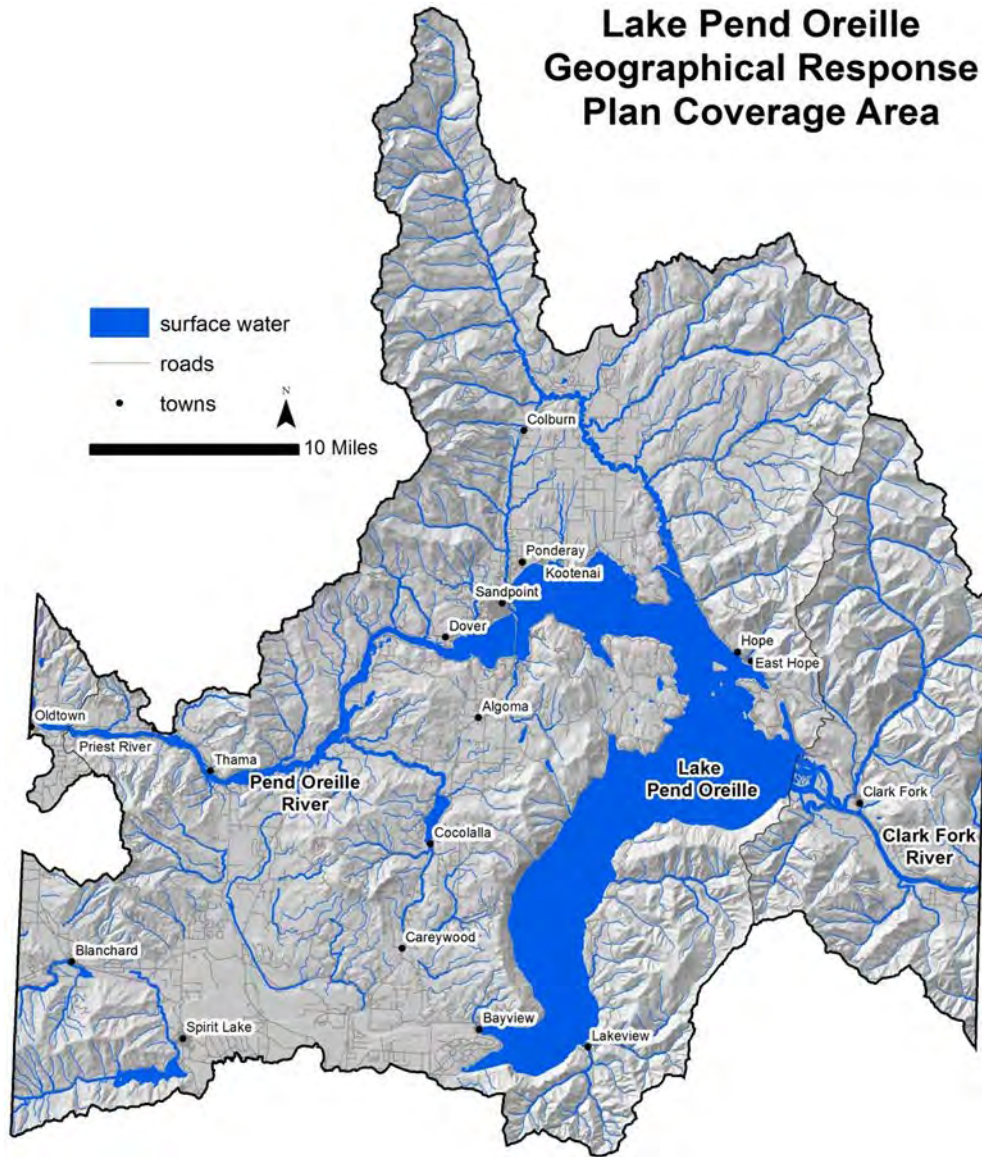 Lake Pend Oreille
Geographical Response
Plan Coverage Area
surface water
roads
towns
N
10 Miles
Colburn
Ponderay
Kootenai
Sandpoint
Dover
Hope
East Hope
Oldtown
Algoma
Priest River
Thama
Pend Oreille
River
Lake
Pend Oreille
Clark Fork
Clark Fork
River
Cocolalla
Careywood
Blanchard
Bayview
Spirit Lake
Lakeview